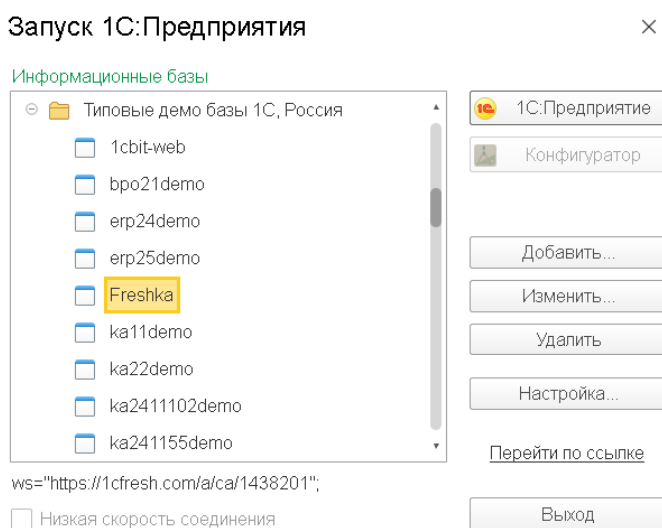 Запуск 1С:Предприятия
Информационные базы
Типовые демо базы 1С, Россия
1cbit-web
bpo21demo
erp24demo
erp25demo
Freshka
ka11demo
ka22demo
ka2411102demo
ka241155demo
ws="https://1cfresh.com/a/ca/1438201";
Низкая скорость соединения
1С:Предприятие
Конфигуратор
Добавить...
Изменить...
Удалить
Настройка...
Перейти по ссылке
Выход